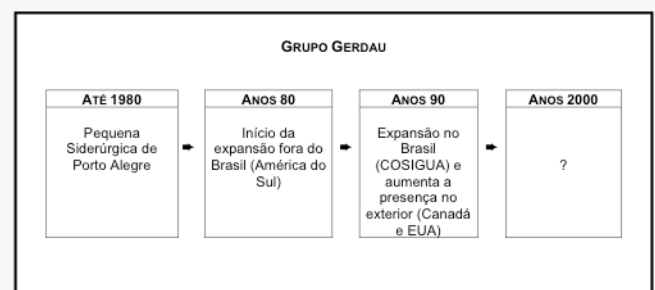 GRUPO GERDAU
ATÉ 1980
Pequena
Siderúrgica de
Porto Alegre
ANOS 80
Início da
expansão fora do
Brasil (América do
Sul)
ANOS 90
Expansão no
Brasil
(COSIGUA) e
aumenta a
presença no
exterior (Canadá
e EUA)
ANOS 2000
?